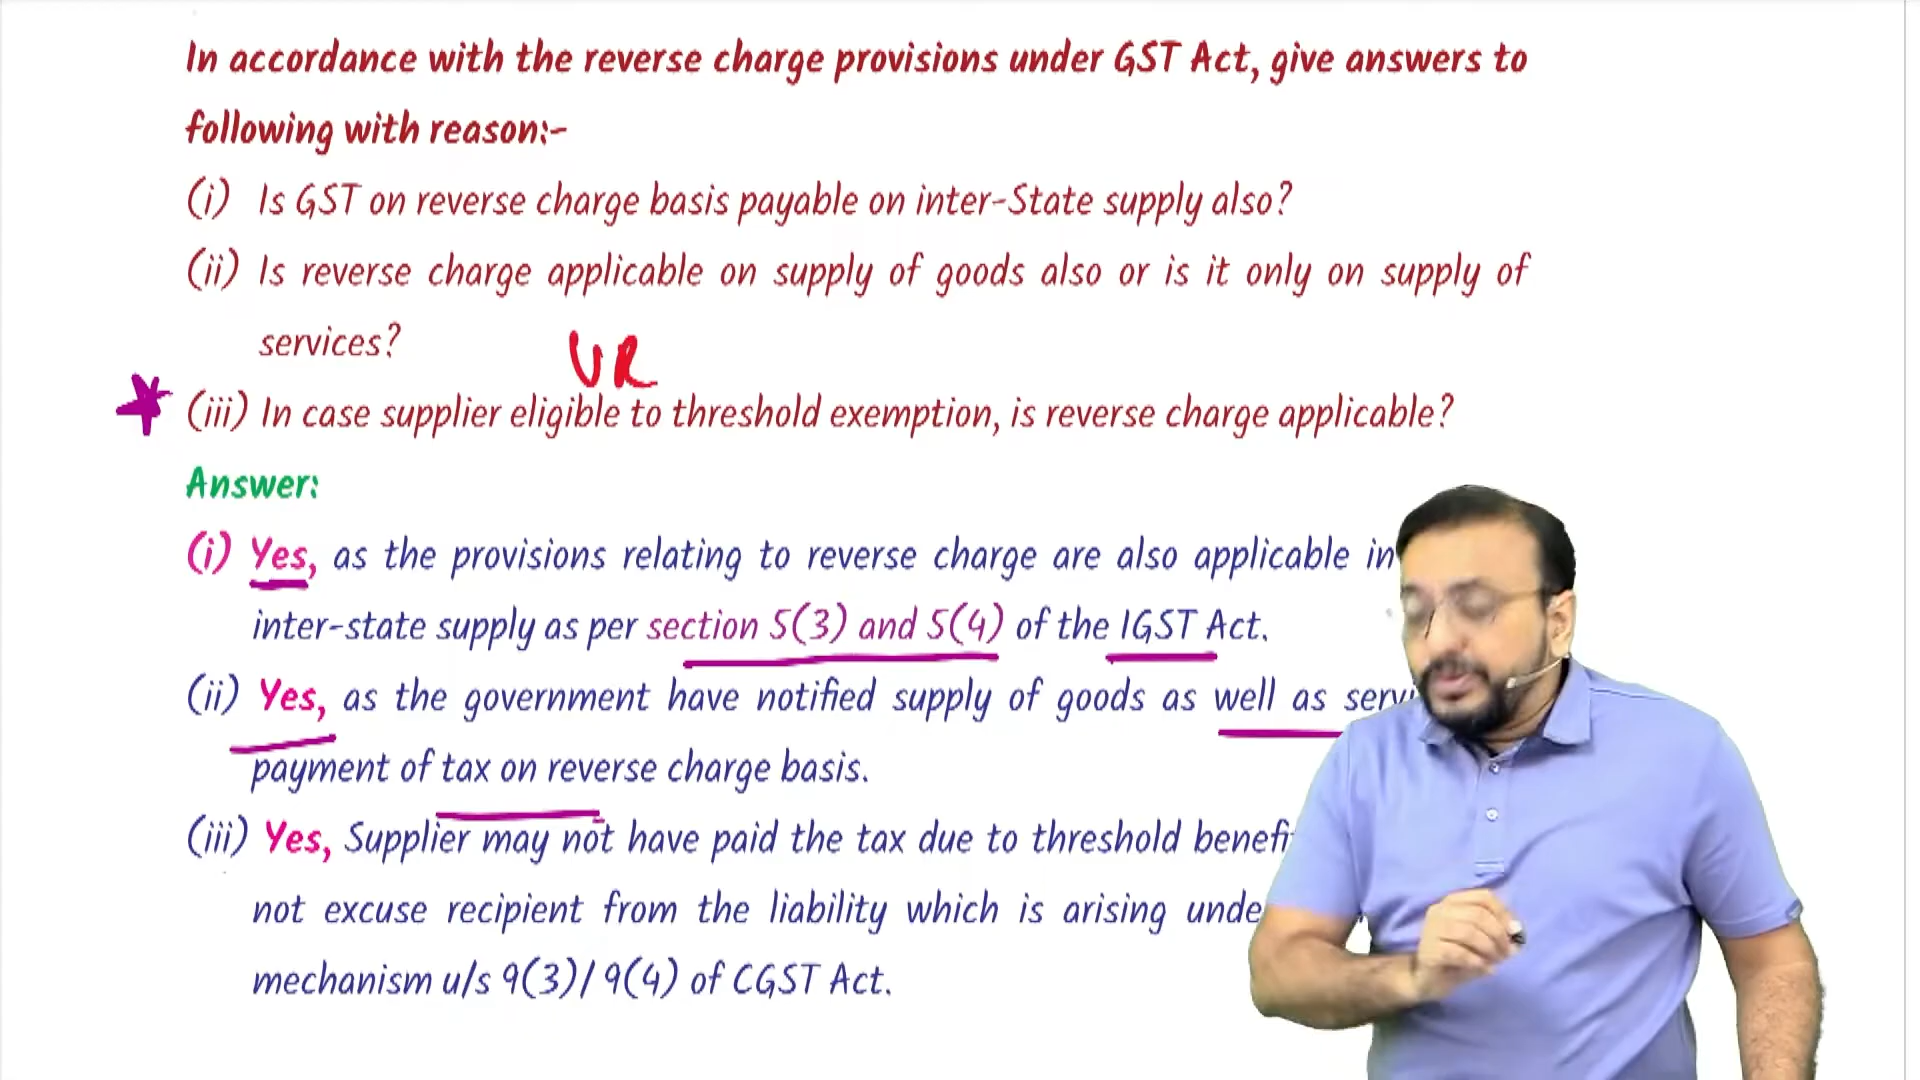 In accordance with the reverse charge provisions under GST Act, give answers to
following with reason:-
(i) Is GST on reverse charge basis payable on inter-State supply also?
(ii) Is reverse charge applicable on supply of goods also or is it only on supply of
services?
UR
(iii) In case supplier eligible to threshold exemption, is reverse charge applicable?
Answer:
(i) Yes, as the provisions relating to reverse charge are also applicable in
inter-state supply as per section 5(3) and 5(4) of the IGST Act.
(ii) Yes, as the government have notified supply of goods as well as
payment of tax on reverse charge basis.
(iii) Yes, Supplier may not have paid the tax due to threshold
not excuse recipient from the liability which is arising
mechanism u/s 9(3)/ 9(4) of CGST Act.